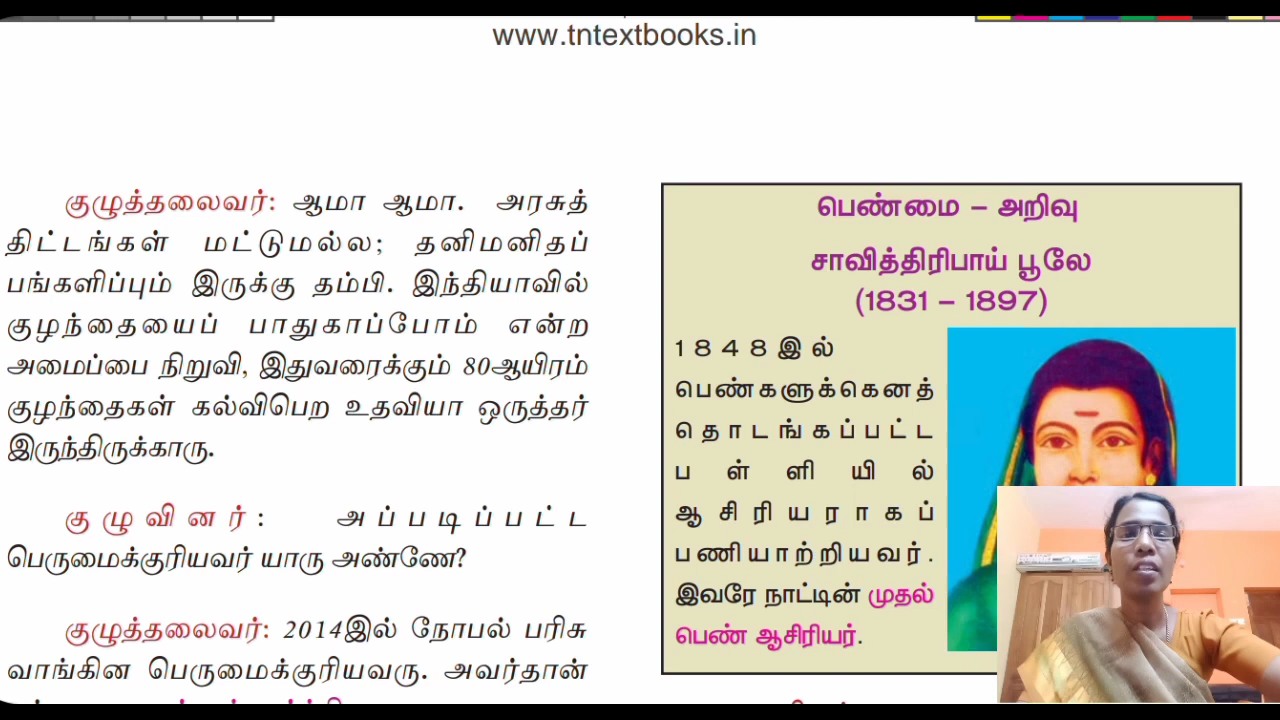 www.tntextbooks.in
குழுத்தலைவர்: ஆமா ஆமா. அரசுத்
திட்டங்கள் மட்டுமல்ல; தனிமனிதப்
பங்களிப்பும் இருக்கு தம்பி. இந்தியாவில்
குழந்தையைப் பாதுகாப்போம் என்ற
அமைப்பை நிறுவி, இதுவரைக்கும் 80ஆயிரம்
குழந்தைகள் கல்விபெற உதவியா ஒருத்தர்
இருந்திருக்காரு.
குழுவினர்: அப்படிப்பட்ட
பெருமைக்குரியவர் யாரு அண்ணே?
குழுத்தலைவர்: 2014இல் நோபல் பரிசு
வாங்கின பெருமைக்குரியவரு. அவர்தான்
பெண்மை – அறிவு
சாவித்திரிபாய் பூலே
(1831 – 1897)
1848இல்
பெண்களுக்கெனத்
தொடங்கப்பட்ட
பள்ளியில்
ஆசிரியராகப்
பணியாற்றியவர்.
இவரே நாட்டின் முதல்
பெண் ஆசிரியர்.